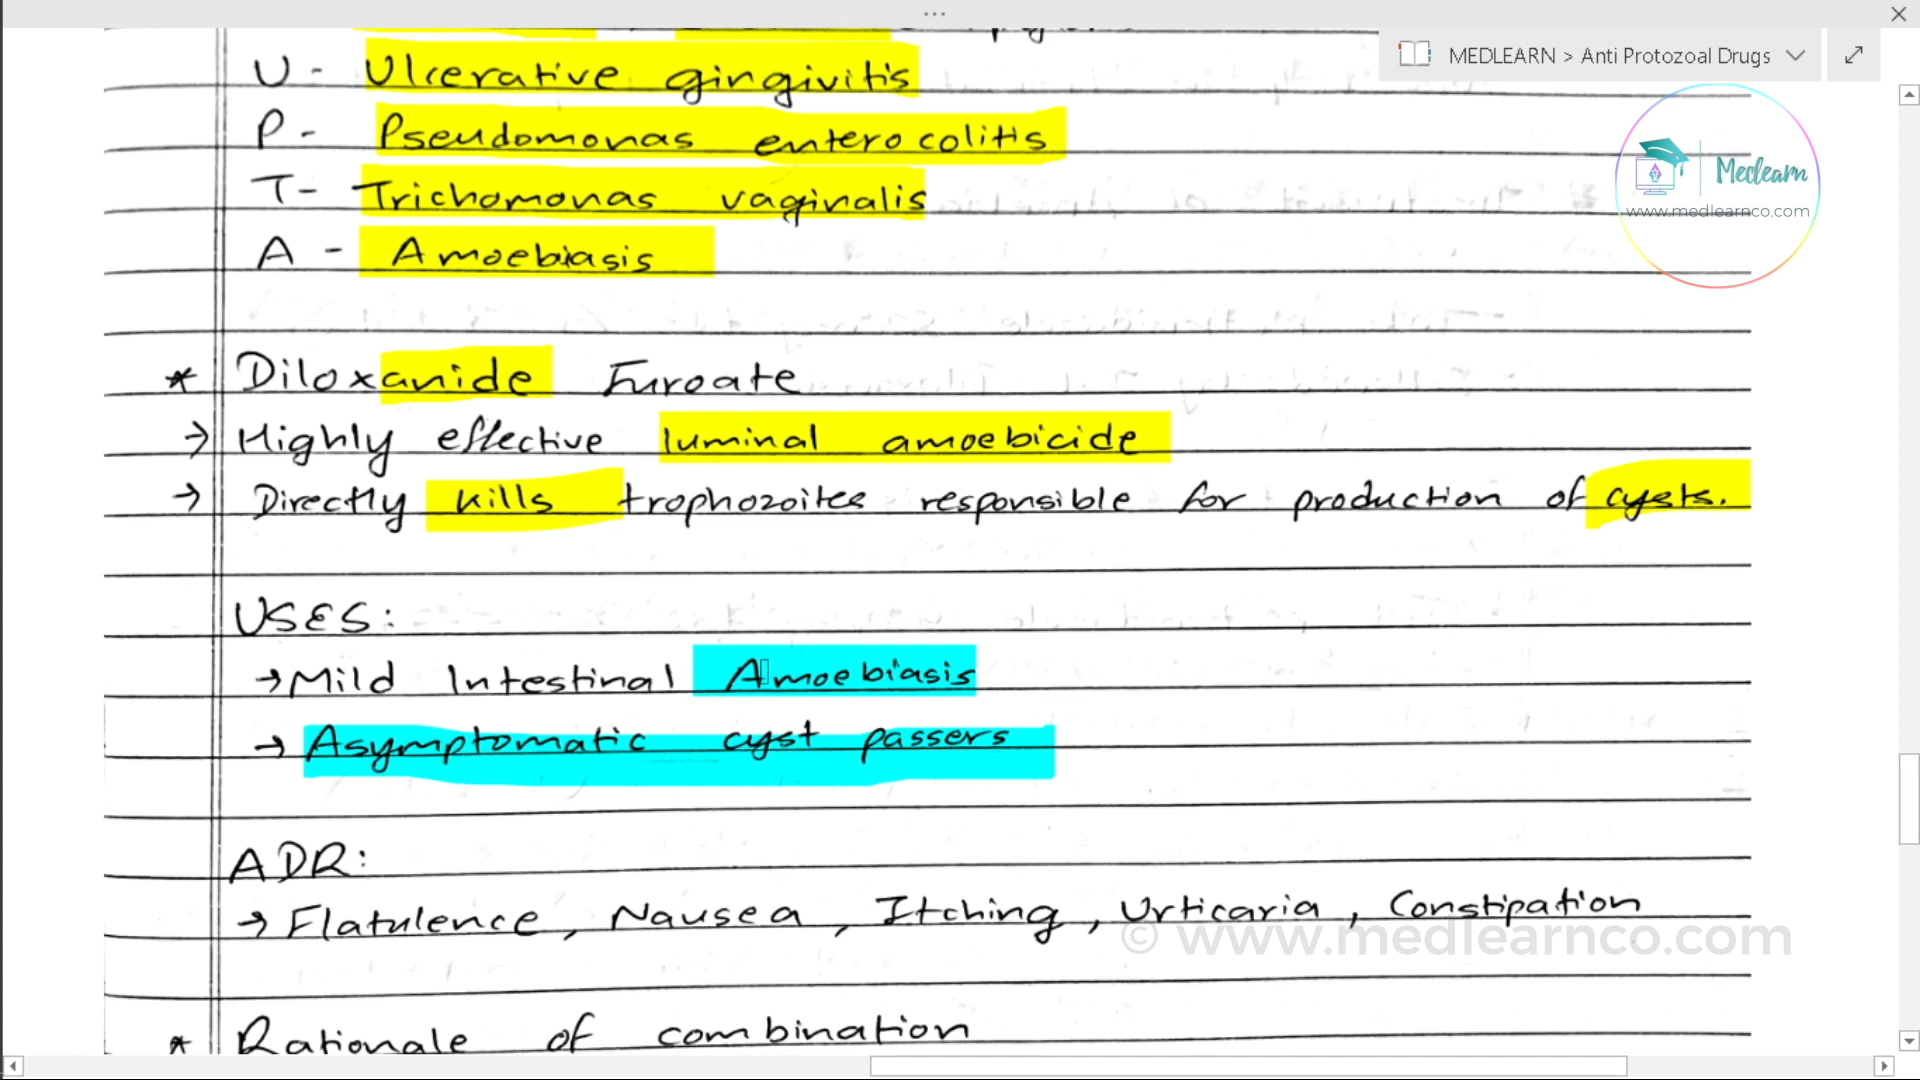 MEDLEARN > Anti Protozoal Drugs
U - Ulcerative gingivitis
P - Pseudomonas enterocolitis
T - Trichomonas vaginalis
A - Amoebiasis
Medlearn
www.medlearnco.com
* Diloxanide Furoate
→ Highly effective luminal amoebicide
→ Directly kills trophozoites responsible for production of cysts.
USES:
→ Mild Intestinal Amoebiasis
→ Asymptomatic cyst passers
ADR:
→ Flatulence, Nausea, Itching, Urticaria, Constipation
© www.medlearnco.com
* Rationale of combination